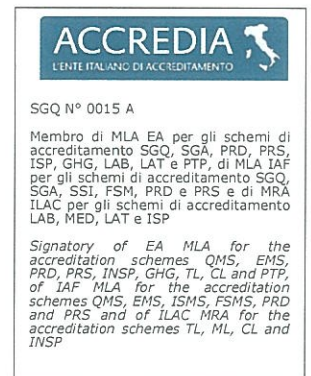 ACCREDIA
L'ENTE ITALIANO DI ACCREDITAMENTO
SGQ N° 0015 A
Membro di MLA EA per gli schemi di
accreditamento SGQ, SGA, PRD, PRS,
ISP, GHG, LAB, LAT e PTP, di MLA IAF
per gli schemi di accreditamento SGQ,
SGA, SSI, FSM, PRD e PRS e di MRA
ILAC per gli schemi di accreditamento
LAB, MED, LAT e ISP
Signatory of EA MLA for the
accreditation schemes QMS, EMS,
PRD, PRS, INSP, GHG, TL, CL and PTP,
of IAF MLA for the accreditation
schemes QMS, EMS, ISMS, FSMS, PRD
and PRS and of ILAC MRA for the
accreditation schemes TL, ML, CL and
INSP